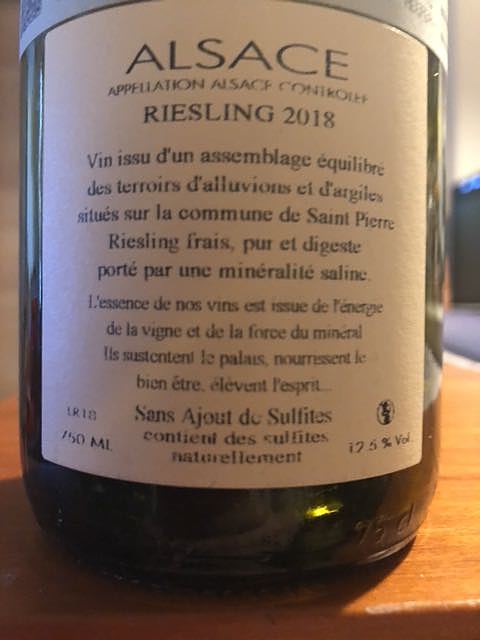 ALSACE
APPELLATION ALSACE CONTROLEE
RIESLING 2018
Vin issu d'un assemblage équilibré
des terroirs d'alluvions et d'argiles
situés sur la commune de Saint Pierre
Riesling frais, pur et digeste
porté par une minéralité saline.
L'essence de nos vins est issue de l'énergie
de la vigne et de la force du minéral
Ils sustentent le palais, nourrissent le
bien être, élèvent l'esprit...
LR18 Sans Ajout de Sulfites
750 ML contient des sulfites 12.5 % Vol
naturellement
75 cl